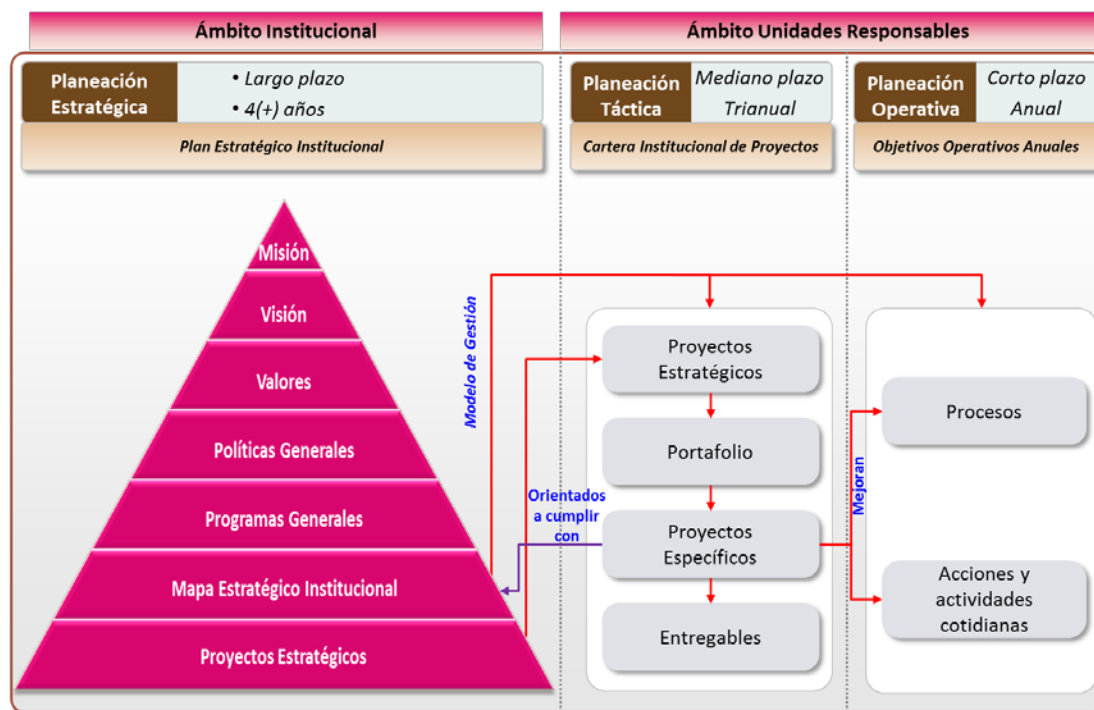 Ámbito Institucional
Ámbito Unidades Responsables
Planeación
Estratégica
• Largo plazo
• 4(+) años
Plan Estratégico Institucional
Planeación
Táctica
Mediano plazo
Trianual
Cartera Institucional de Proyectos
Planeación
Operativa
Corto plazo
Anual
Objetivos Operativos Anuales
Misión
Visión
Valores
Políticas Generales
Programas Generales
Mapa Estratégico Institucional
Proyectos Estratégicos
Modelo de Gestión
Orientados
a cumplir
con
Proyectos
Estratégicos
Portafolio
Proyectos
Específicos
Entregables
Mejoran
Procesos
Acciones y
actividades
cotidianas